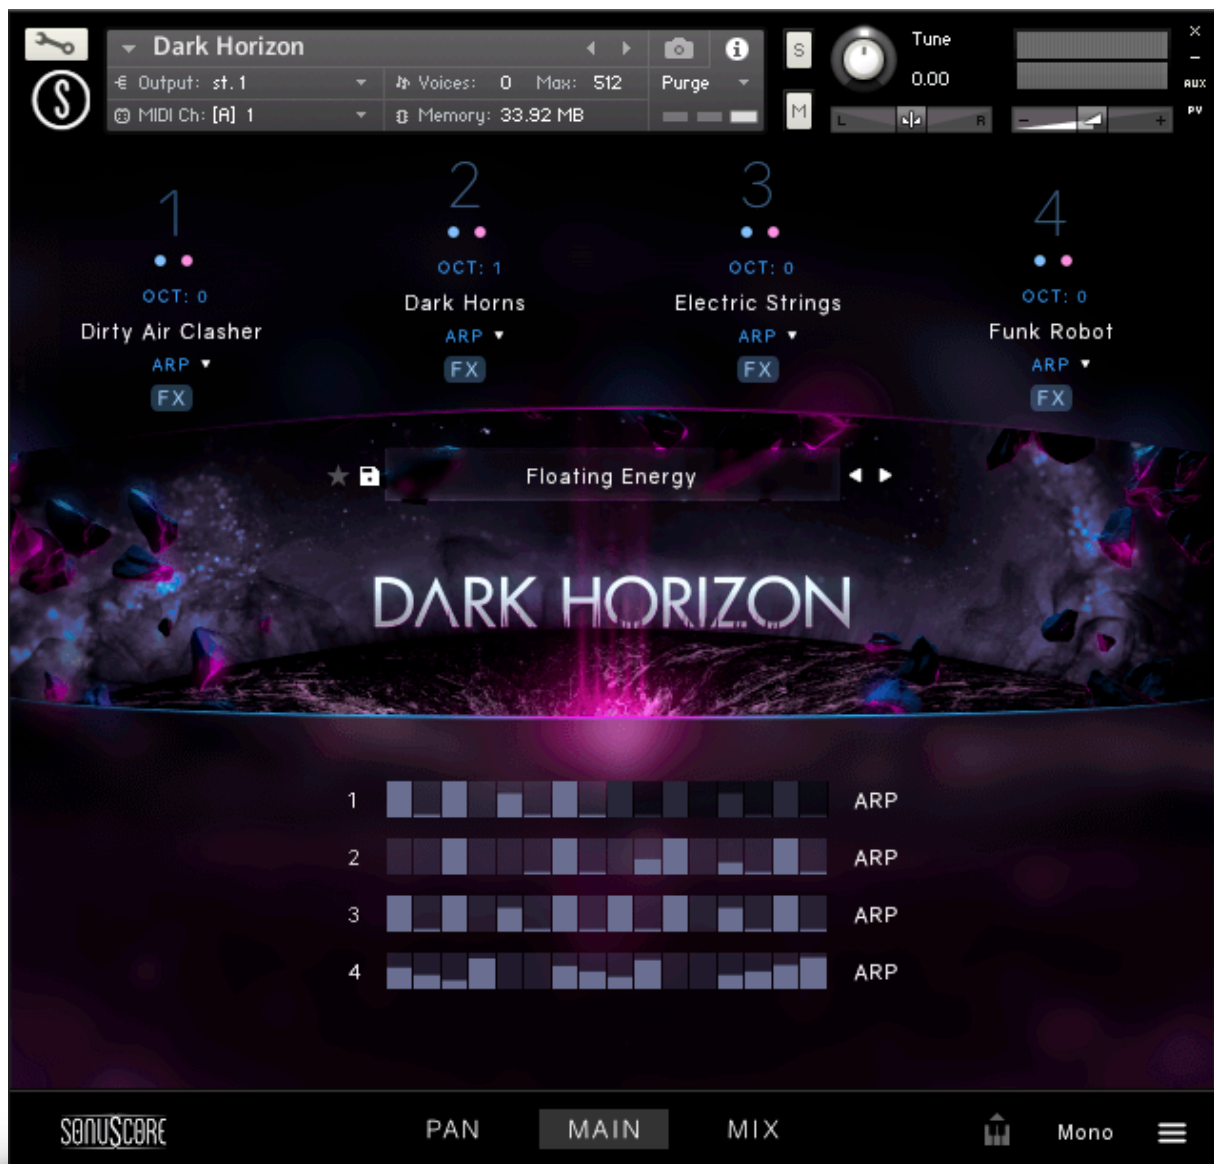 Dark Horizon
S
Tune
0.00
Output: st. 1
Voices: 0 Max: 512
Purge
MIDI Ch: [A] 1
Memory: 33.92 MB
M
L
R
-
+
×
-
AUX
PV
1
OCT: 0
Dirty Air Clasher
ARP
FX
2
OCT: 1
Dark Horns
ARP
FX
3
OCT: 0
Electric Strings
ARP
FX
4
OCT: 0
Funk Robot
ARP
FX
Floating Energy
DARK HORIZON
1 ARP
2 ARP
3 ARP
4 ARP
SONUSCORE
PAN
MAIN
MIX
Mono